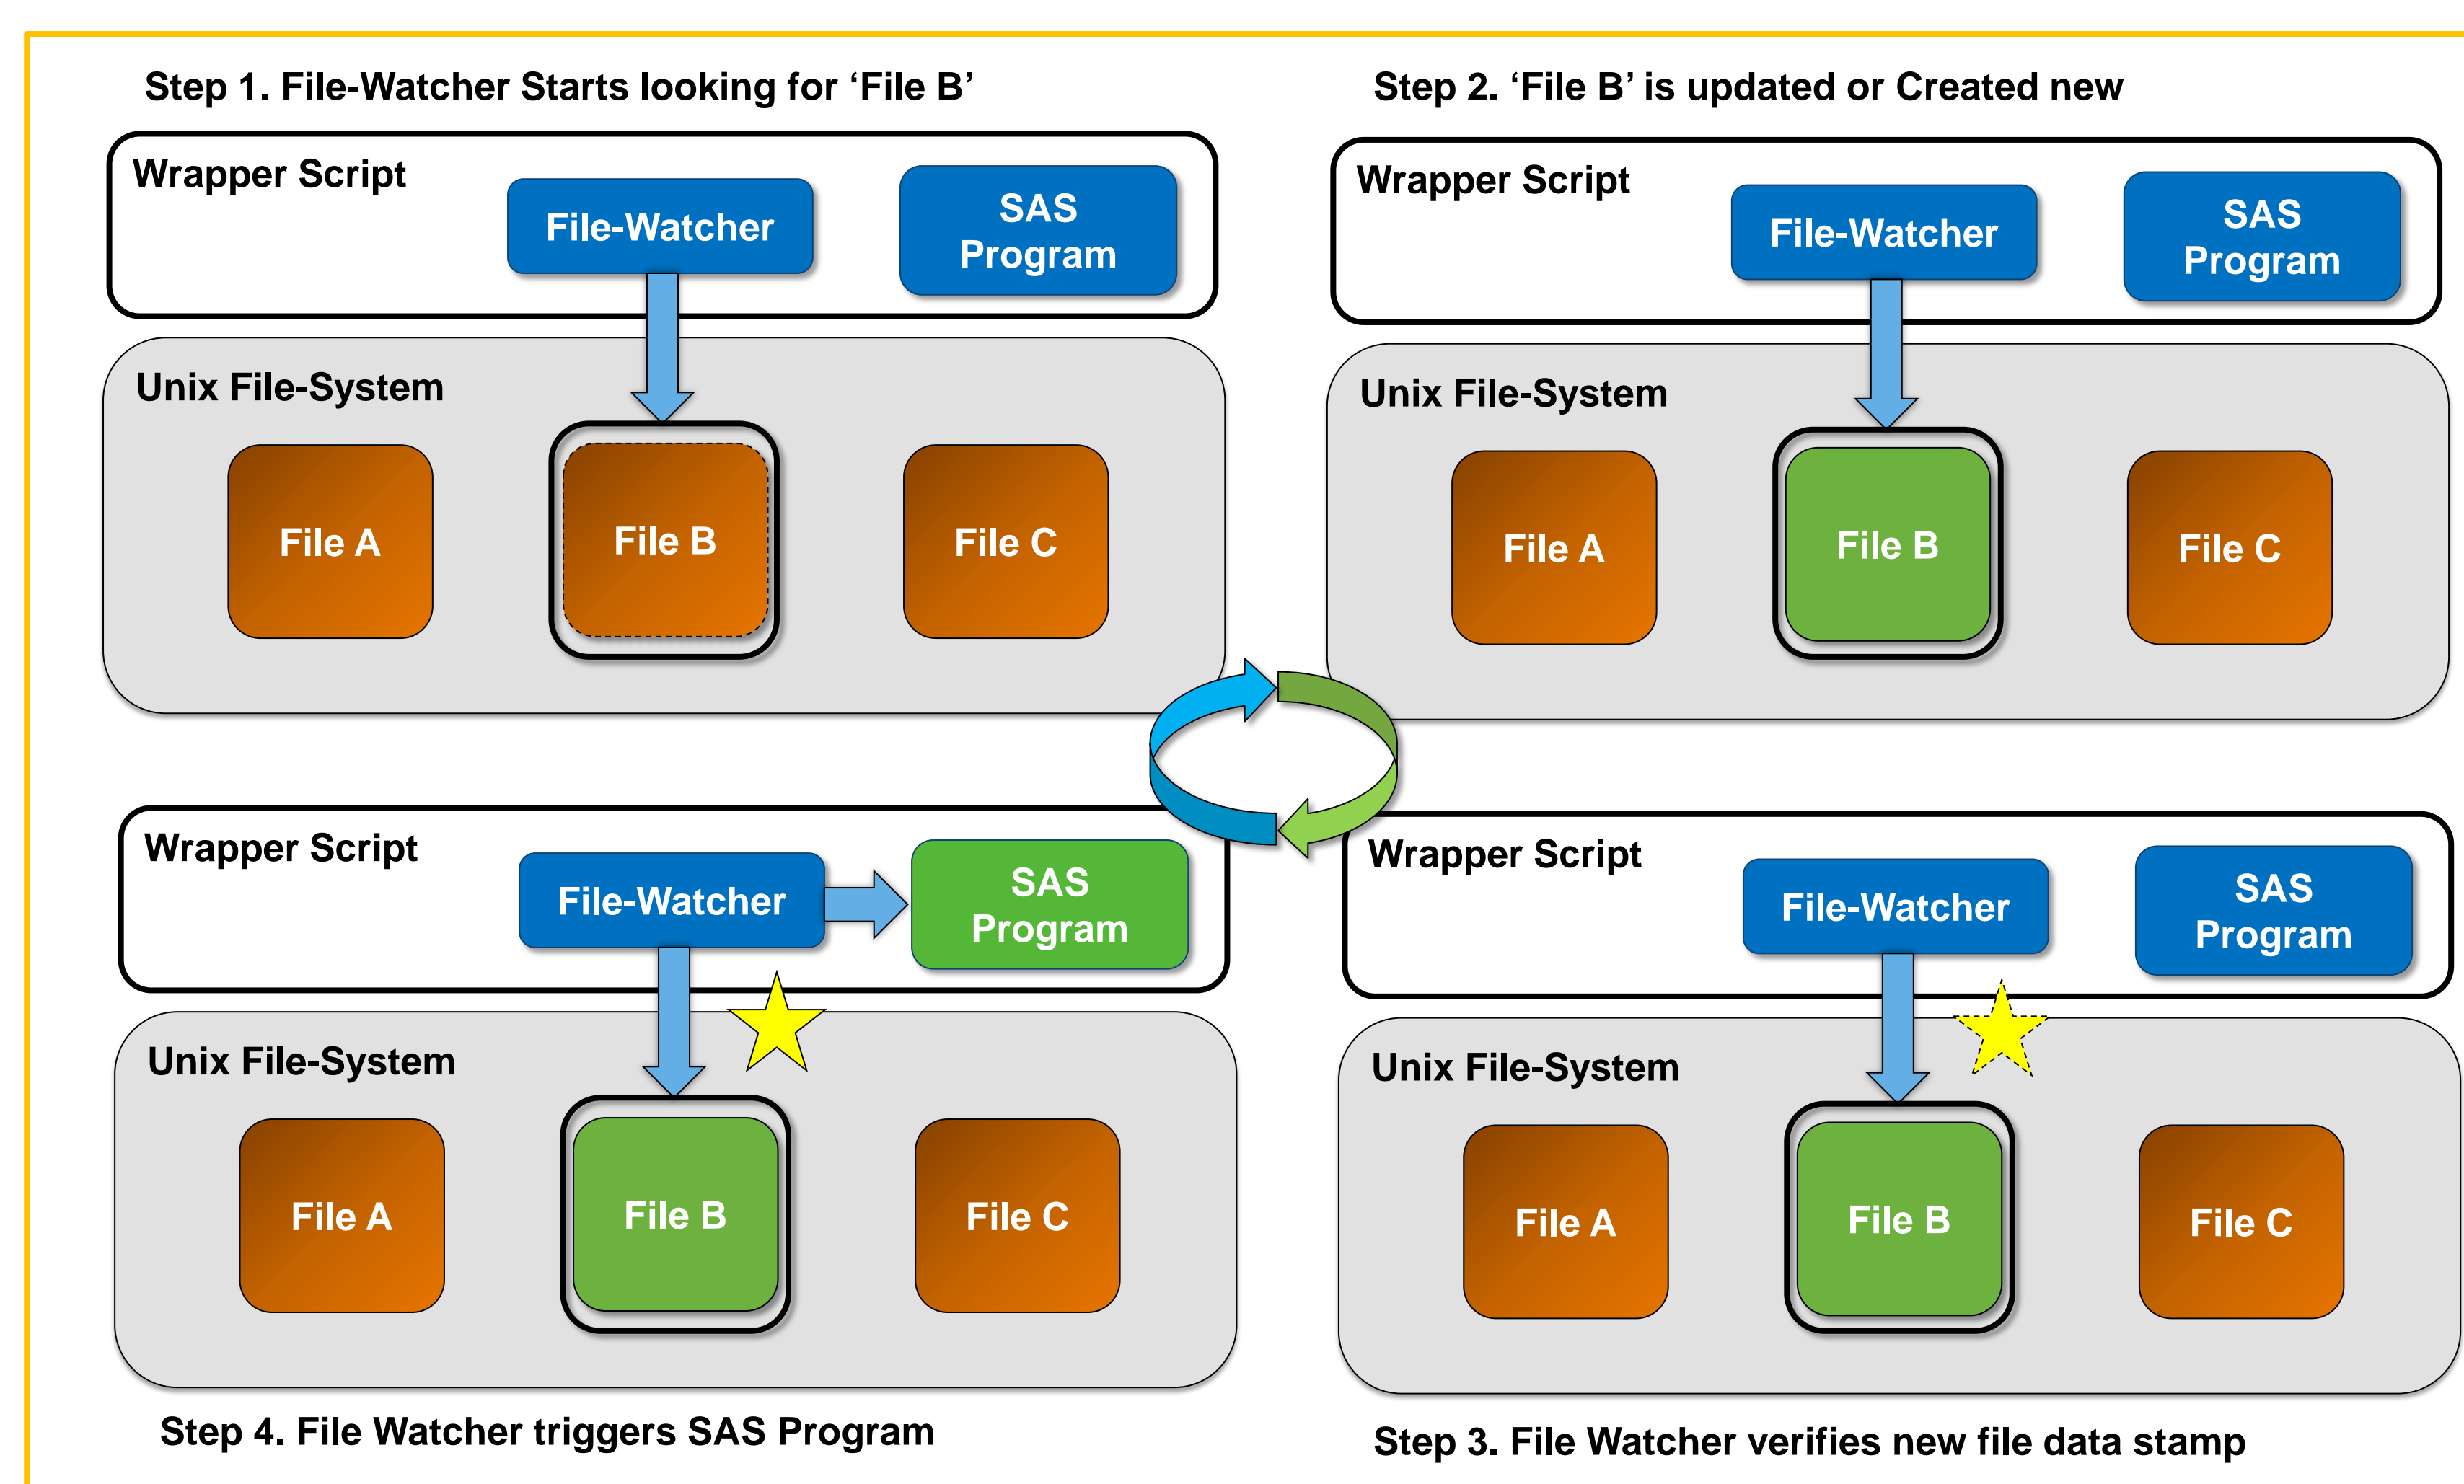 Step 1. File-Watcher Starts looking for ‘File B’
Wrapper Script
File-Watcher
SAS
Program
Unix File-System
File A
File B
File C
Step 2. ‘File B’ is updated or Created new
Wrapper Script
File-Watcher
SAS
Program
Unix File-System
File A
File B
File C
Wrapper Script
File-Watcher
SAS
Program
Unix File-System
File A
File B
File C
Step 4. File Watcher triggers SAS Program
Wrapper Script
File-Watcher
SAS
Program
Unix File-System
File A
File B
File C
Step 3. File Watcher verifies new file data stamp